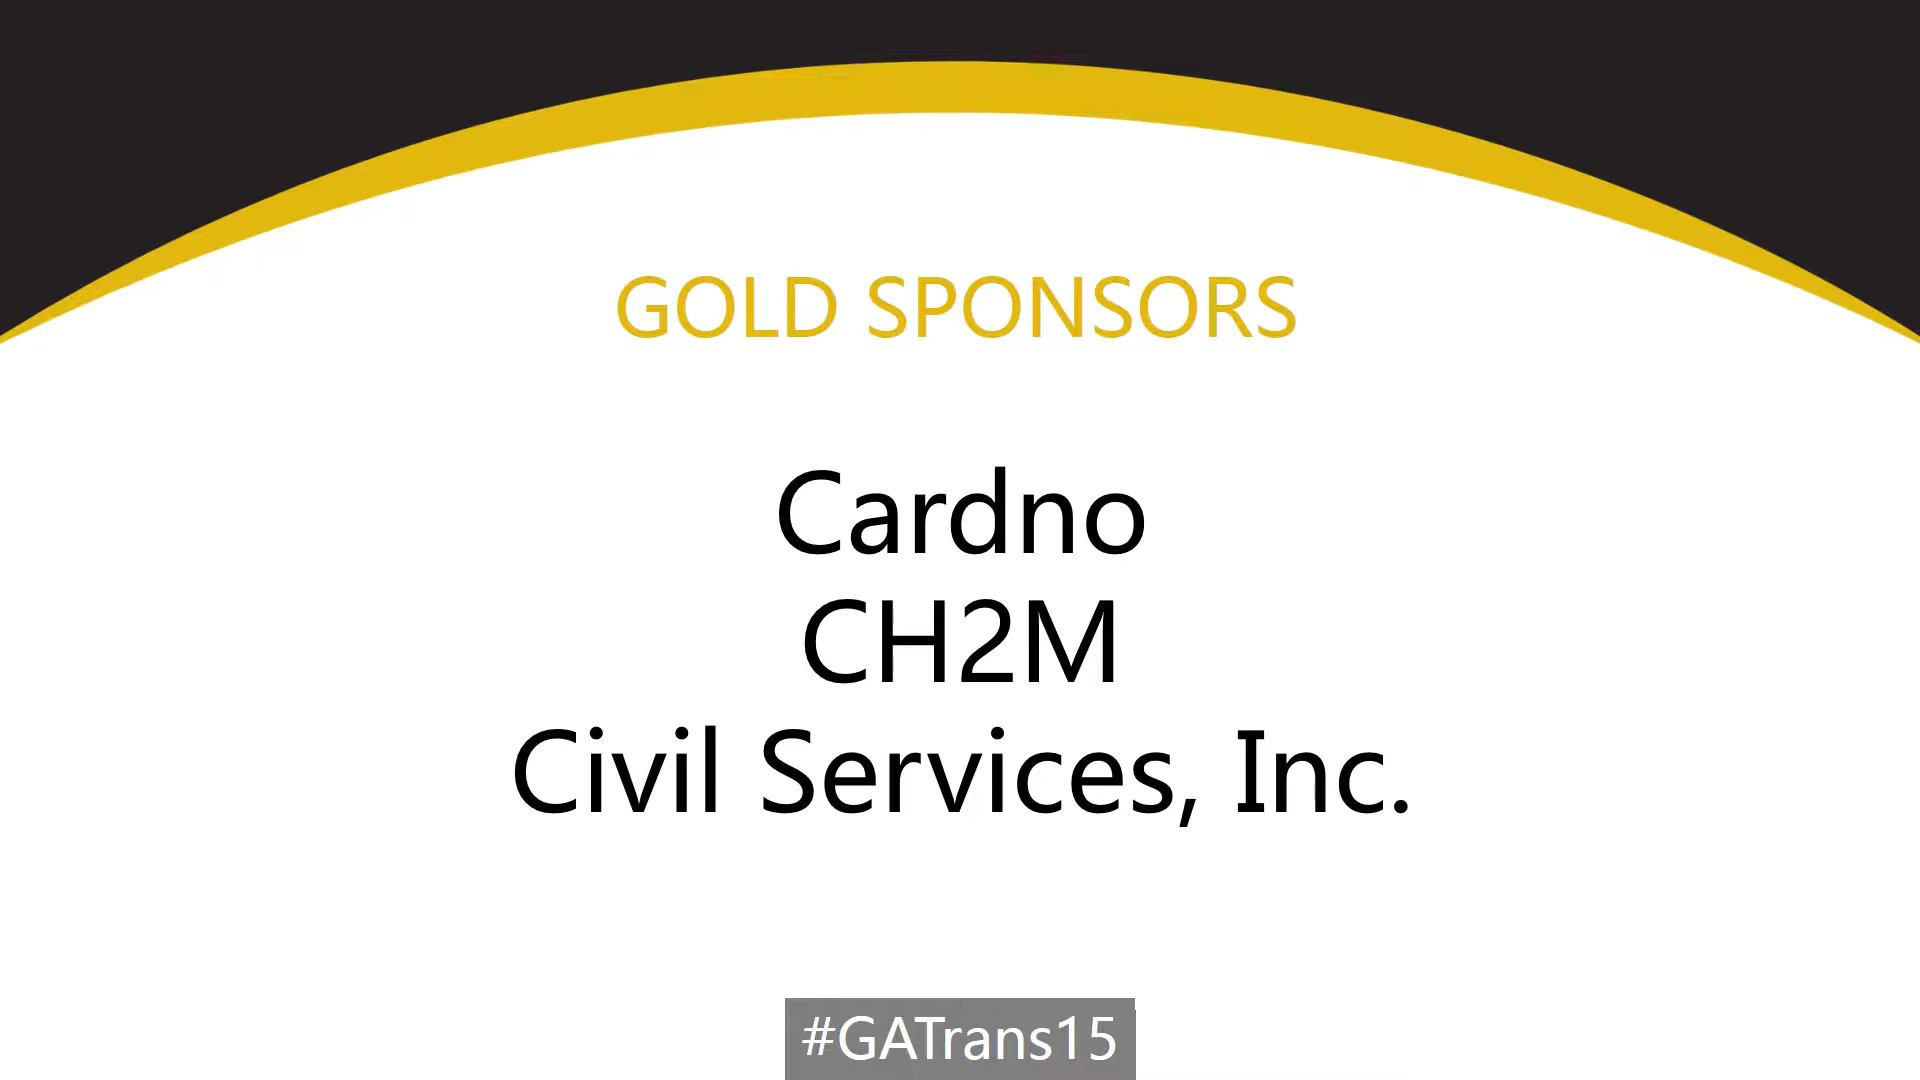 GOLD SPONSORS
Cardno
CH2M
Civil Services, Inc.
#GATrans15